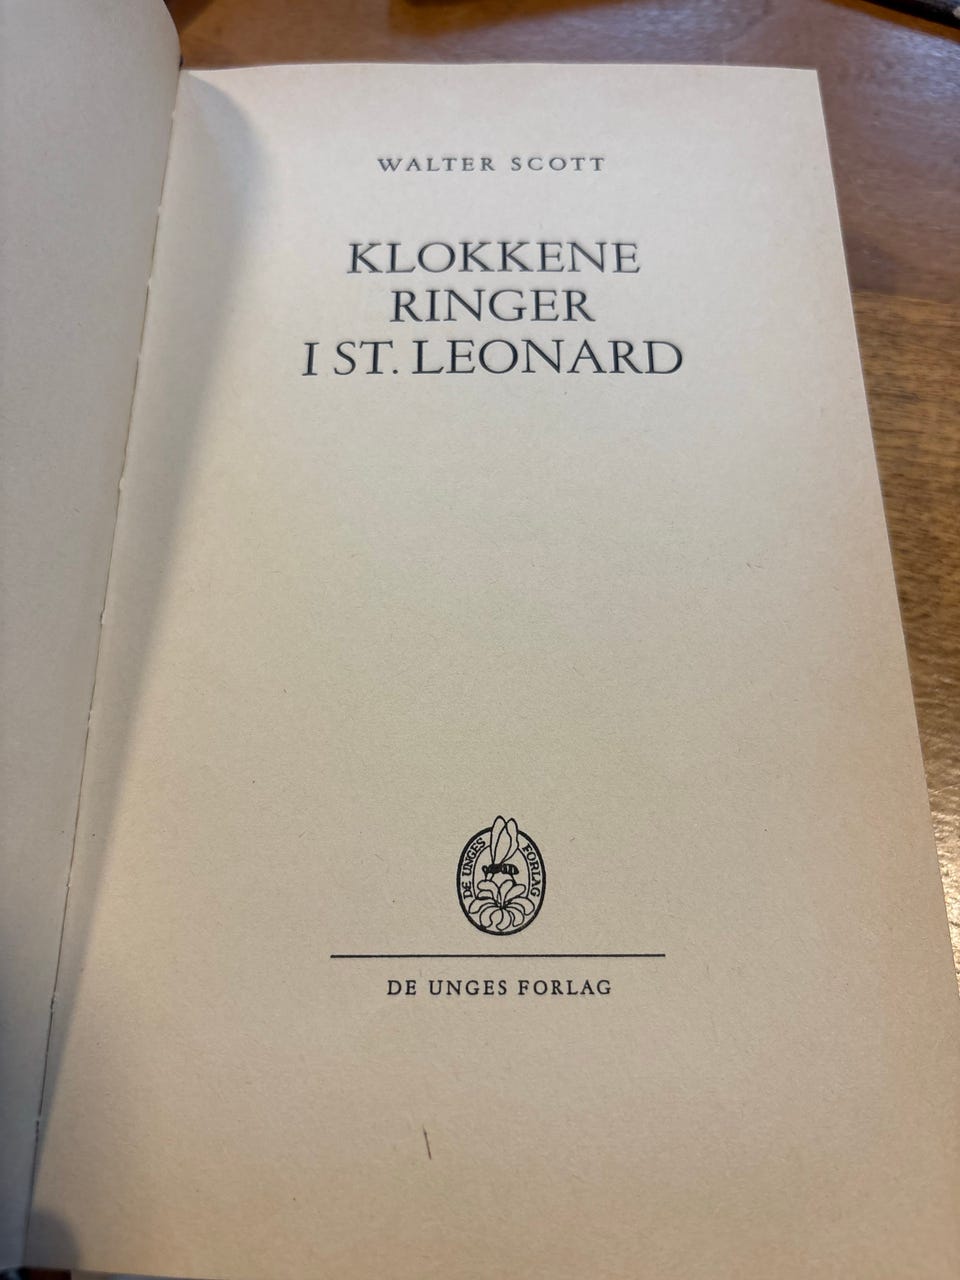 WALTER SCOTT
KLOKKENE
RINGER
I ST. LEONARD
DE UNGES FORLAG
DE UNGES FORLAG